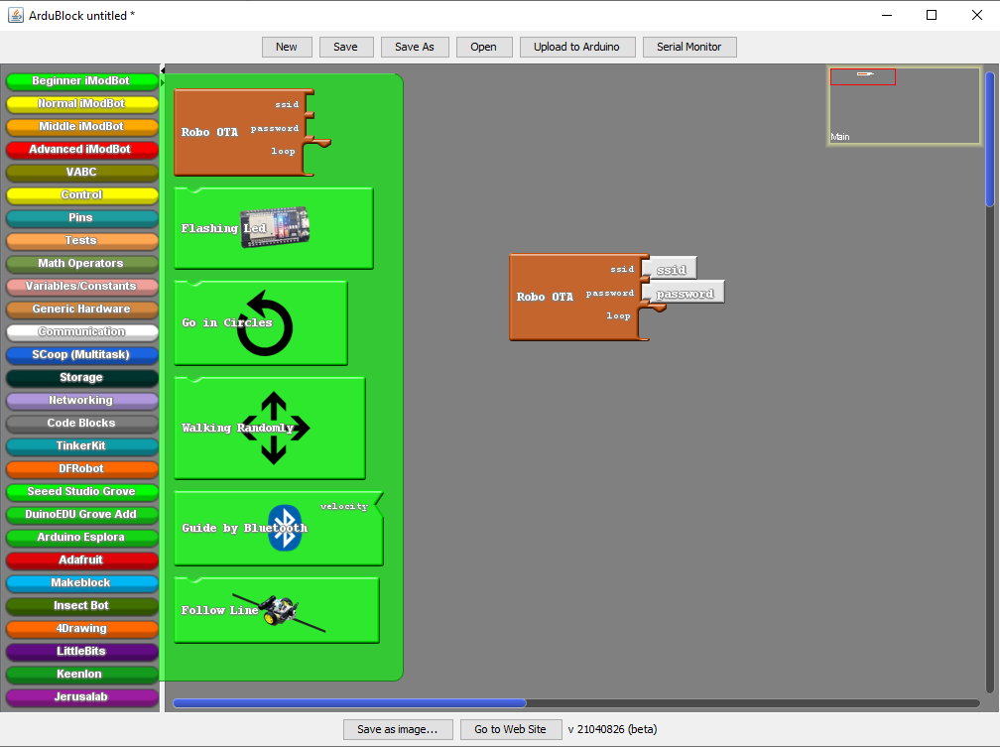 ArduBlock untitled *
New
Save
Save As
Open
Upload to Arduino
Serial Monitor
Beginner iModBot
Normal iModBot
Middle iModBot
Advanced iModBot
VABC
Control
Pins
Tests
Math Operators
Variables/Constants
Generic Hardware
Communication
SCoop (Multitask)
Storage
Networking
Code Blocks
TinkerKit
DFRobot
Seeed Studio Grove
DuinoEDU Grove Add
Arduino Esplora
Adafruit
Makeblock
Insect Bot
4Drawing
LittleBits
Keenlon
Jerusalab
ssid
Robo OTA password
loop
Flashing Led
Go in Circles
Walking Randomly
velocity
Guide by Bluetooth
Follow Line
ssid ssid
Robo OTA password password
loop
Main
Save as image...
Go to Web Site
v 21040826 (beta)